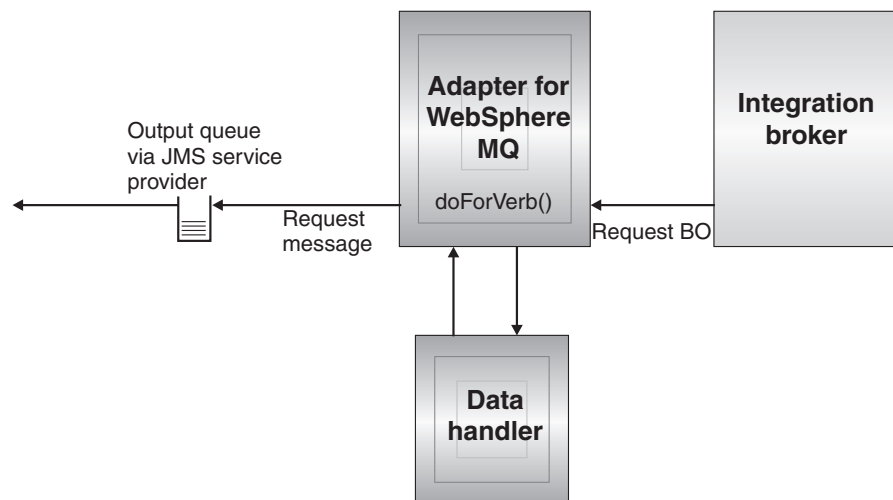 Output queue
via JMS service
provider
Request
message
Adapter for
WebSphere
MQ
doForVerb()
Request BO
Integration
broker
Data
handler